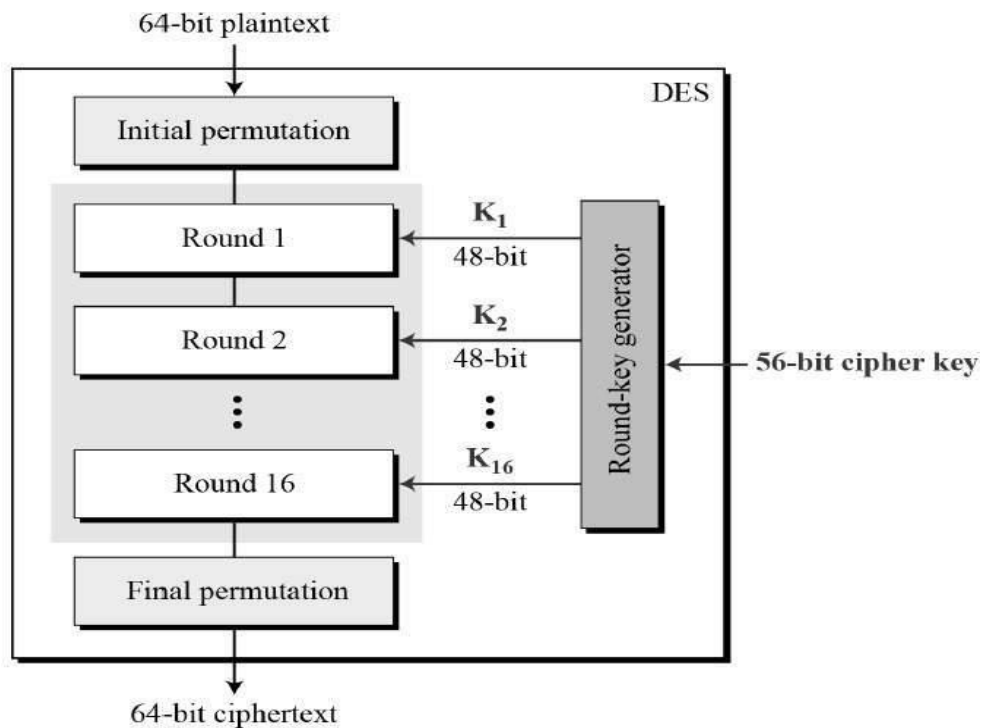 64-bit plaintext
DES
Initial permutation
Round 1
K₁
48-bit
Round 2
K₂
48-bit
Round-key generator
56-bit cipher key
Round 16
K₁₆
48-bit
Final permutation
64-bit ciphertext